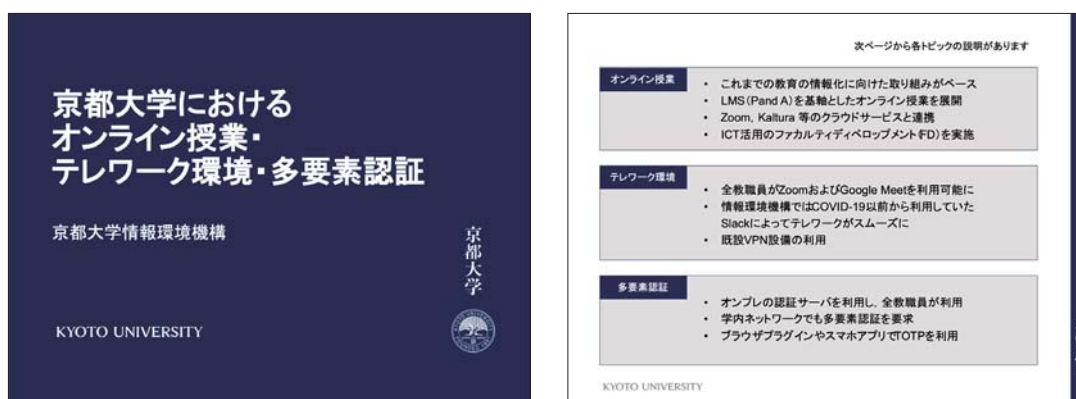 京都大学における
オンライン授業・
テレワーク環境・多要素認証
京都大学情報環境機構
京都大学
KYOTO UNIVERSITY
次ページから各トピックの説明があります
オンライン授業
• これまでの教育の情報化に向けた取り組みがベース
• LMS(Pand A)を基軸としたオンライン授業を展開
• Zoom, Kaltura 等のクラウドサービスと連携
• ICT活用のファカルティディベロップメント(FD)を実施
テレワーク環境
• 全教職員がZoomおよびGoogle Meetを利用可能に
• 情報環境機構ではCOVID-19以前から利用していた
Slackによってテレワークがスムーズに
• 既設VPN設備の利用
多要素認証
• オンプレの認証サーバを利用し、全教職員が利用
• 学内ネットワークでも多要素認証を要求
• ブラウザプラグインやスマホアプリでTOTPを利用
KYOTO UNIVERSITY